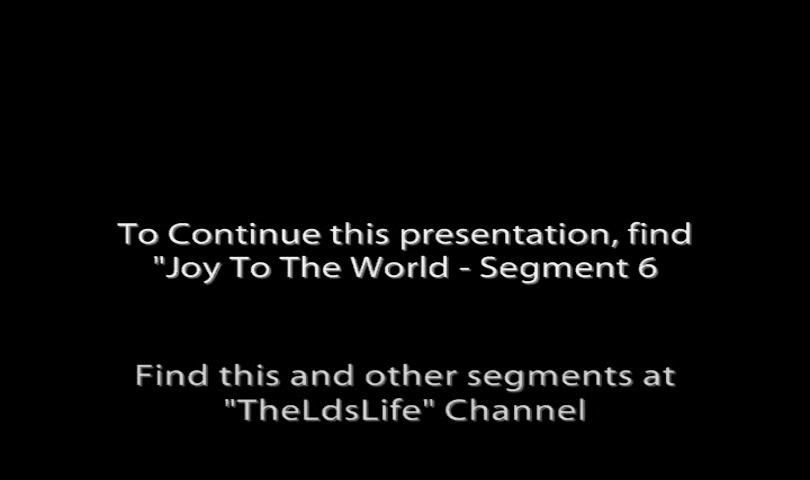 To Continue this presentation, find
"Joy To The World - Segment 6
Find this and other segments at
"TheLdsLife" Channel